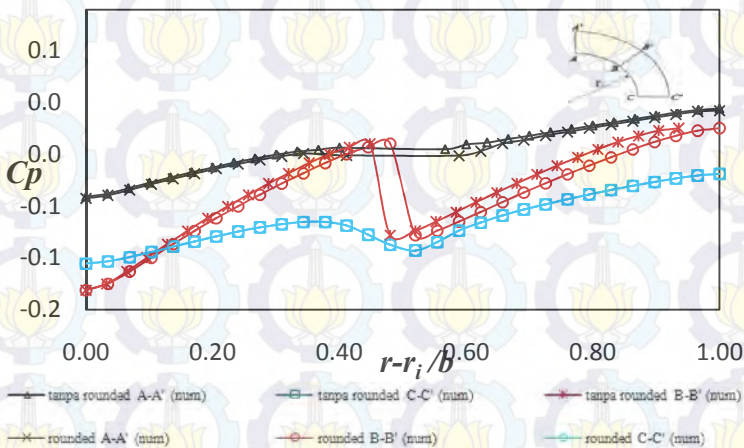 0.1
0.0
0.0
Cp
-0.1
-0.1
-0.2
0.00 0.20 0.40 0.60 0.80 1.00
r-ri/b
tanpa rounded A-A' (num) tanpa rounded C-C' (num) tanpa rounded B-B' (num)
rounded A-A' (num) rounded B-B' (num) rounded C-C' (num)